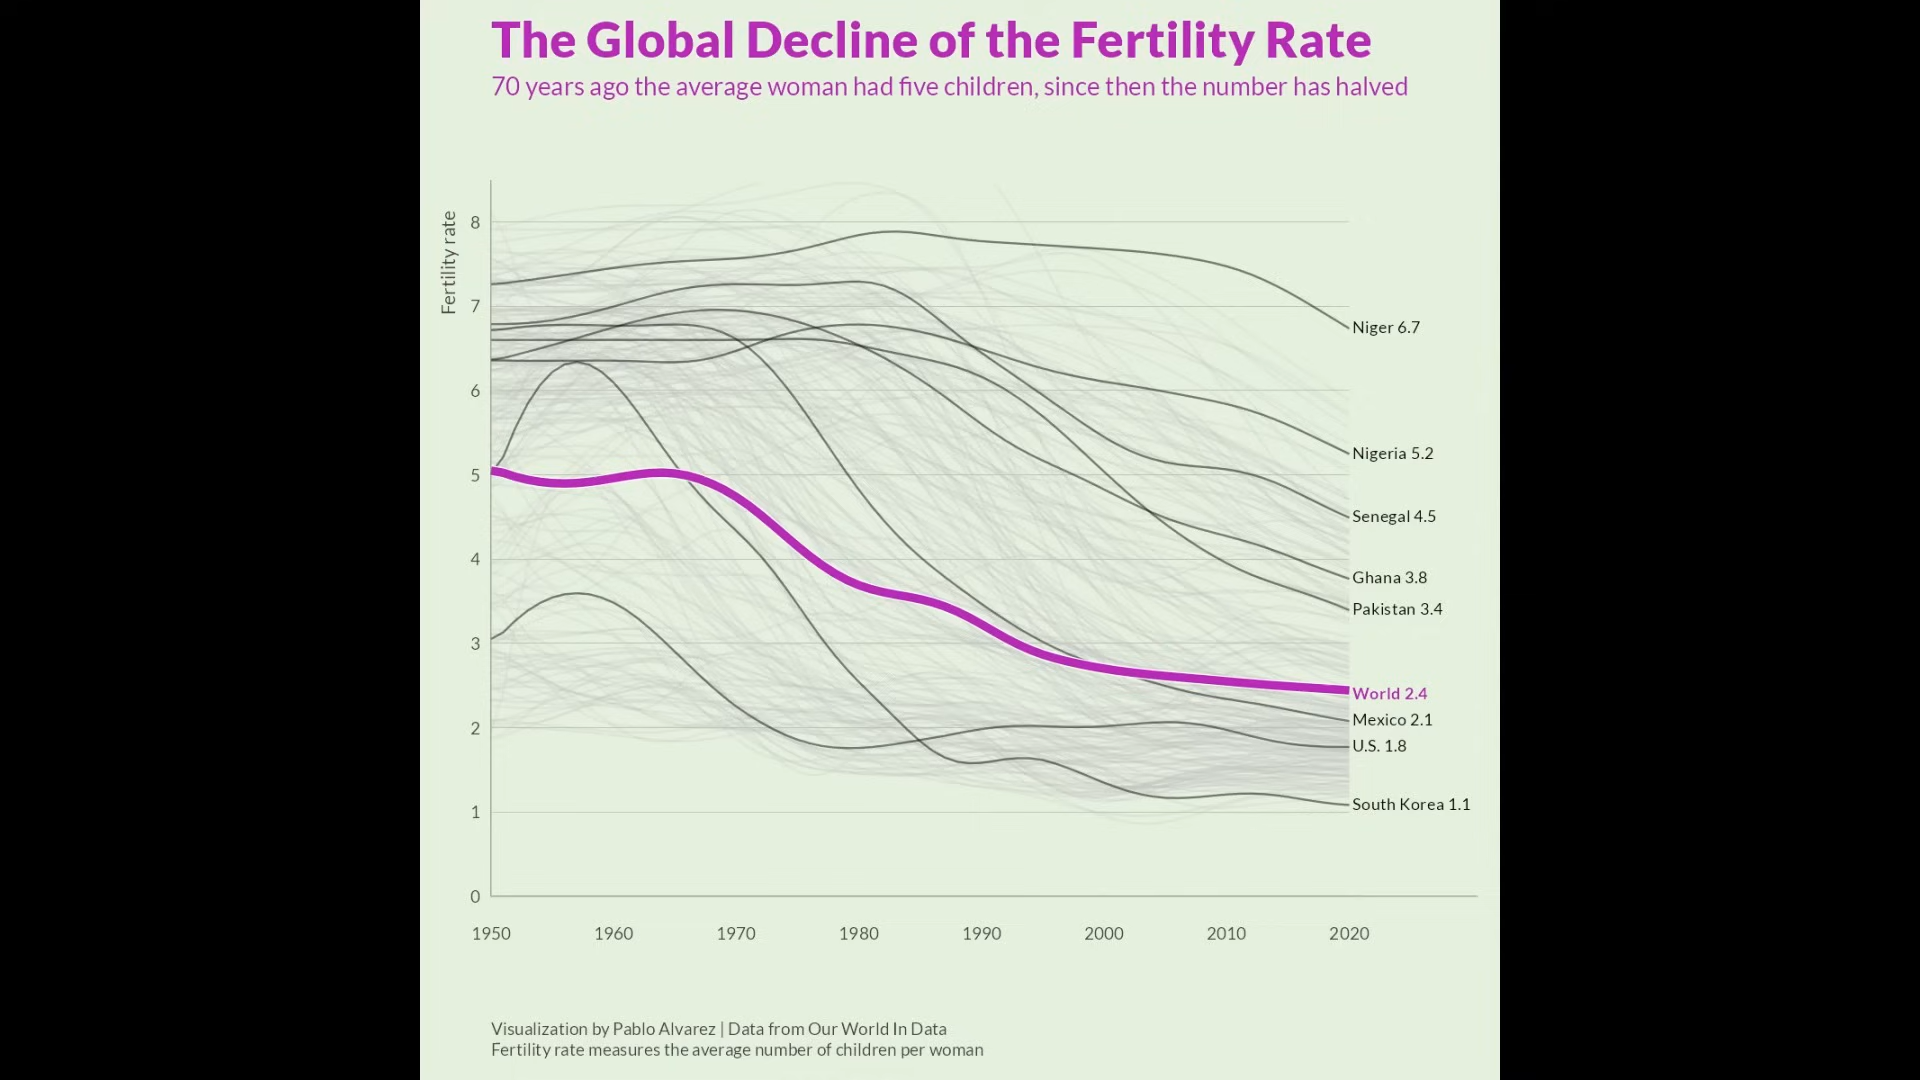 The Global Decline of the Fertility Rate
70 years ago the average woman had five children, since then the number has halved
Fertility rate
8
7
6
5
4
3
2
1
0
Niger 6.7
Nigeria 5.2
Senegal 4.5
Ghana 3.8
Pakistan 3.4
World 2.4
Mexico 2.1
U.S. 1.8
South Korea 1.1
1950 1960 1970 1980 1990 2000 2010 2020
Visualization by Pablo Alvarez | Data from Our World In Data
Fertility rate measures the average number of children per woman